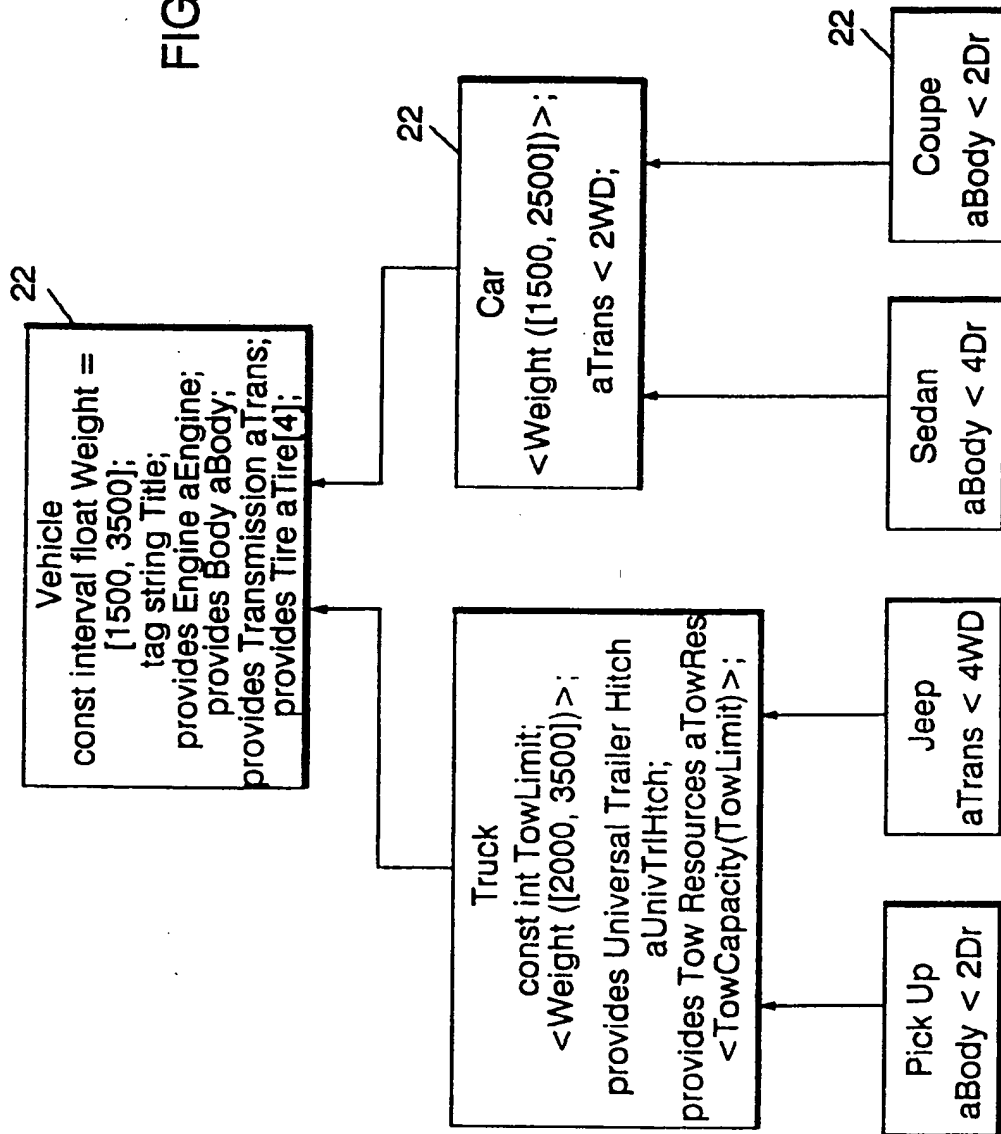 FIG
22
Vehicle
const interval float Weight =
[1500, 3500];
tag string Title;
provides Engine aEngine;
provides Body aBody;
provides Transmission aTrans;
provides Tire aTire[4];
Truck
const int TowLimit;
<Weight ([2000, 3500])>;
provides Universal Trailer Hitch
aUnivTrlHtch;
provides Tow Resources aTowRes
<TowCapacity(TowLimit)>;
22
Car
<Weight ([1500, 2500])>;
aTrans < 2WD;
Pick Up
aBody < 2Dr
Jeep
aTrans < 4WD
Sedan
aBody < 4Dr
22
Coupe
aBody < 2Dr